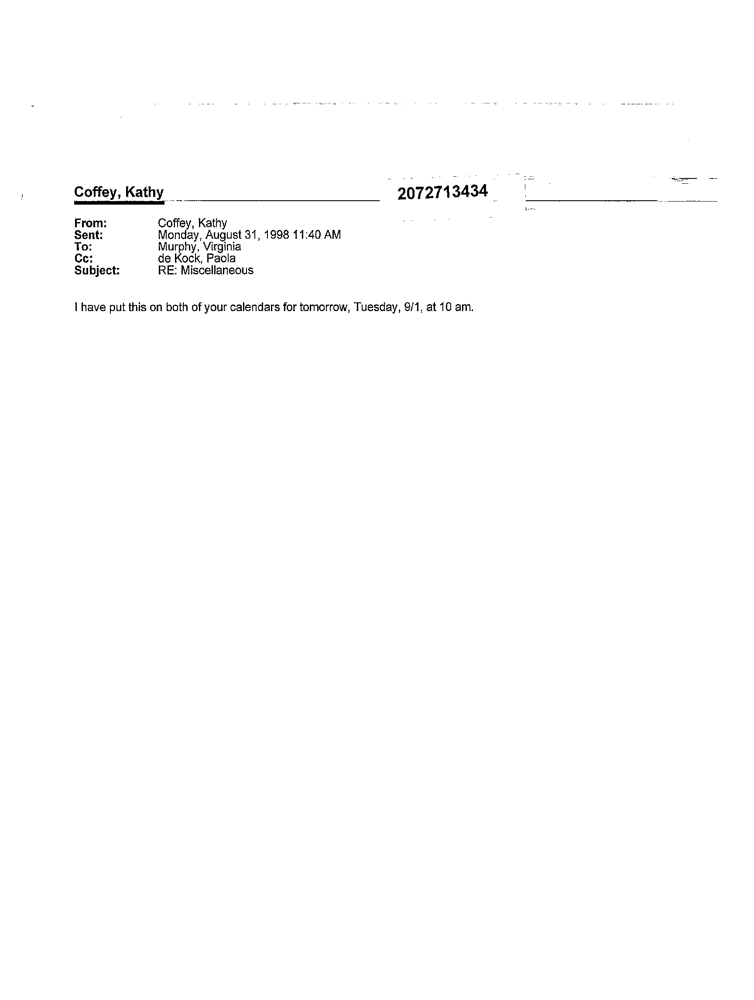 Coffey, Kathy 2072713434
From: Coffey, Kathy
Sent: Monday, August 31, 1998 11:40 AM
To: Murphy, Virginia
Cc: de Kock, Paola
Subject: RE: Miscellaneous
I have put this on both of your calendars for tomorrow, Tuesday, 9/1, at 10 am.